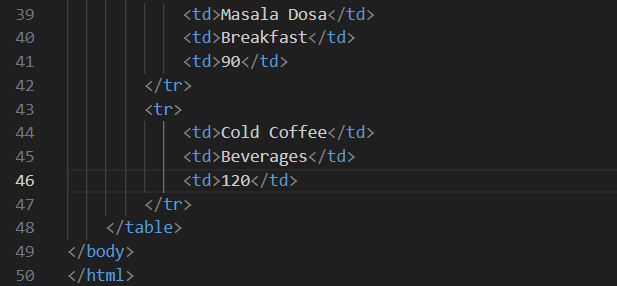 39 <td>Masala Dosa</td>
40 <td>Breakfast</td>
41 <td>90</td>
42 </tr>
43 <tr>
44 <td>Cold Coffee</td>
45 <td>Beverages</td>
46 <td>120</td>
47 </tr>
48 </table>
49 </body>
50 </html>